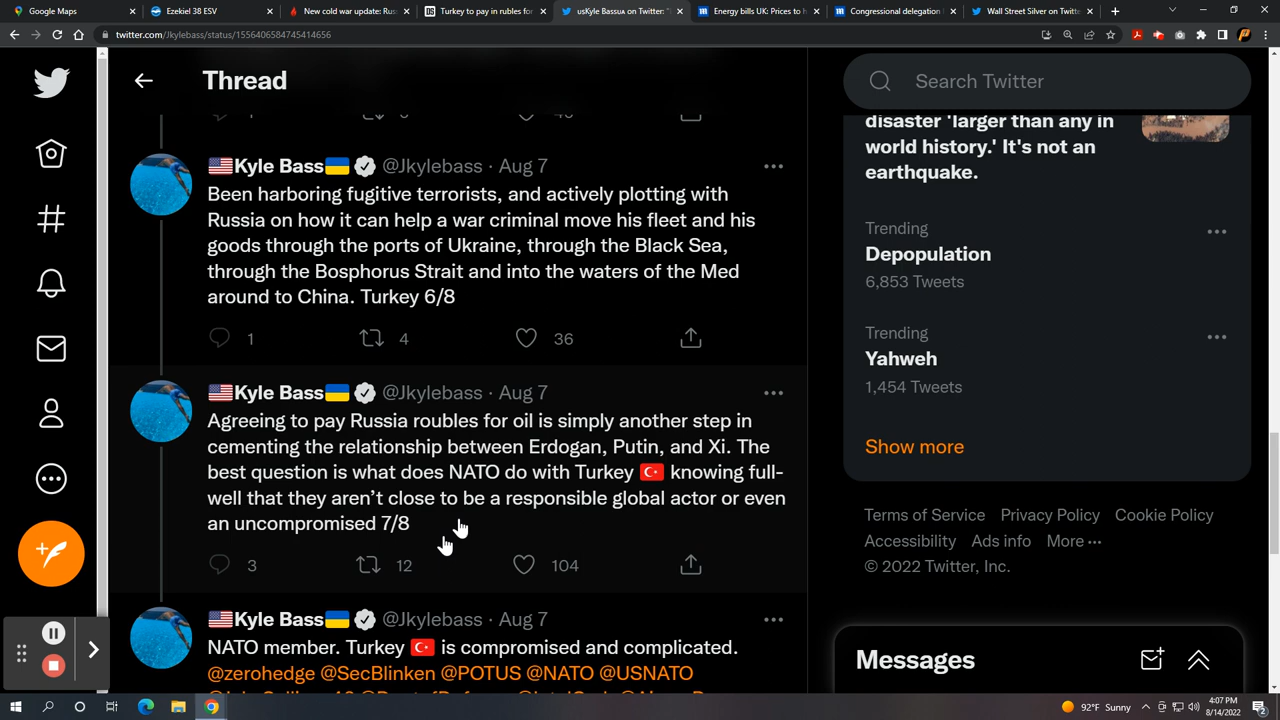 Google Maps
Ezekiel 38 ESV
New cold war update: Rus
Turkey to pay in rubles for
usKyle Bassua on Twitter: "
Energy bills UK: Prices to h
Congressional delegation
Wall Street Silver on Twitte
twitter.com/Jkylebass/status/1556406584745414656
Thread
Search Twitter
disaster 'larger than any in
world history.' It's not an
earthquake.
Kyle Bass @Jkylebass · Aug 7
Been harboring fugitive terrorists, and actively plotting with
Russia on how it can help a war criminal move his fleet and his
goods through the ports of Ukraine, through the Black Sea,
through the Bosphorus Strait and into the waters of the Med
around to China. Turkey 6/8
1 4 36
Trending
Depopulation
6,853 Tweets
Trending
Yahweh
1,454 Tweets
Show more
Kyle Bass @Jkylebass · Aug 7
Agreeing to pay Russia roubles for oil is simply another step in
cementing the relationship between Erdogan, Putin, and Xi. The
best question is what does NATO do with Turkey knowing full-
well that they aren't close to be a responsible global actor or even
an uncompromised 7/8
3 12 104
Terms of Service Privacy Policy Cookie Policy
Accessibility Ads info More
© 2022 Twitter, Inc.
Kyle Bass @Jkylebass · Aug 7
NATO member. Turkey is compromised and complicated.
@zerohedge @SecBlinken @POTUS @NATO @USNATO
Messages
92°F Sunny
4:07 PM
8/14/2022
2